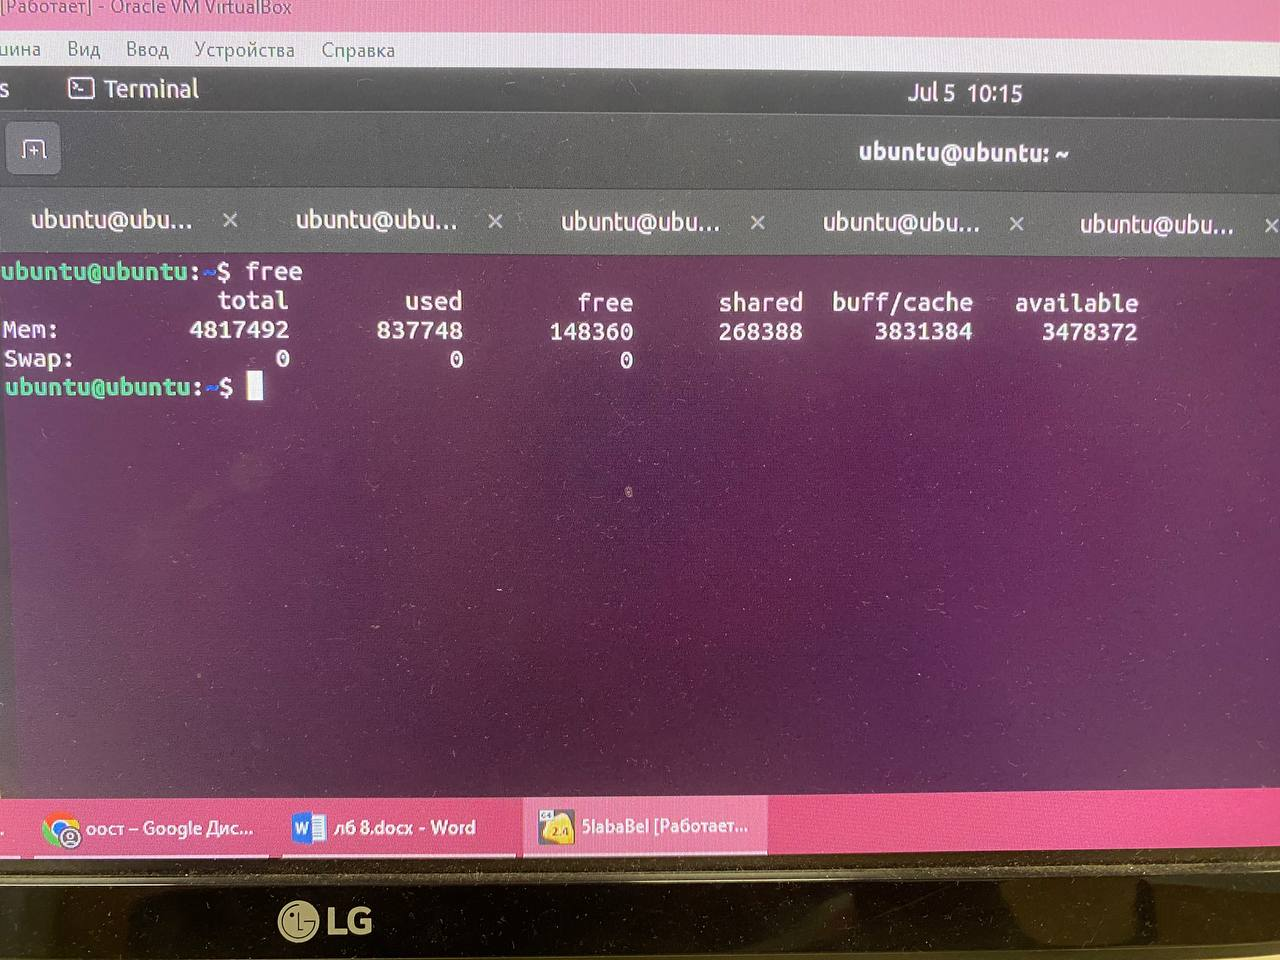 [Работает] - Oracle VM VirtualBox
Вид Ввод Устройства Справка
Terminal Jul 5 10:15
ubuntu@ubuntu: ~
ubuntu@ubu... × ubuntu@ubu... × ubuntu@ubu... × ubuntu@ubu... × ubuntu@ubu... ×
ubuntu@ubuntu:~$ free
total used free shared buff/cache available
Mem: 4817492 837748 148360 268388 3831384 3478372
Swap: 0 0 0
ubuntu@ubuntu:~$
оост – Google Дис... лб 8.docx - Word 5labaBel [Работает...
LG